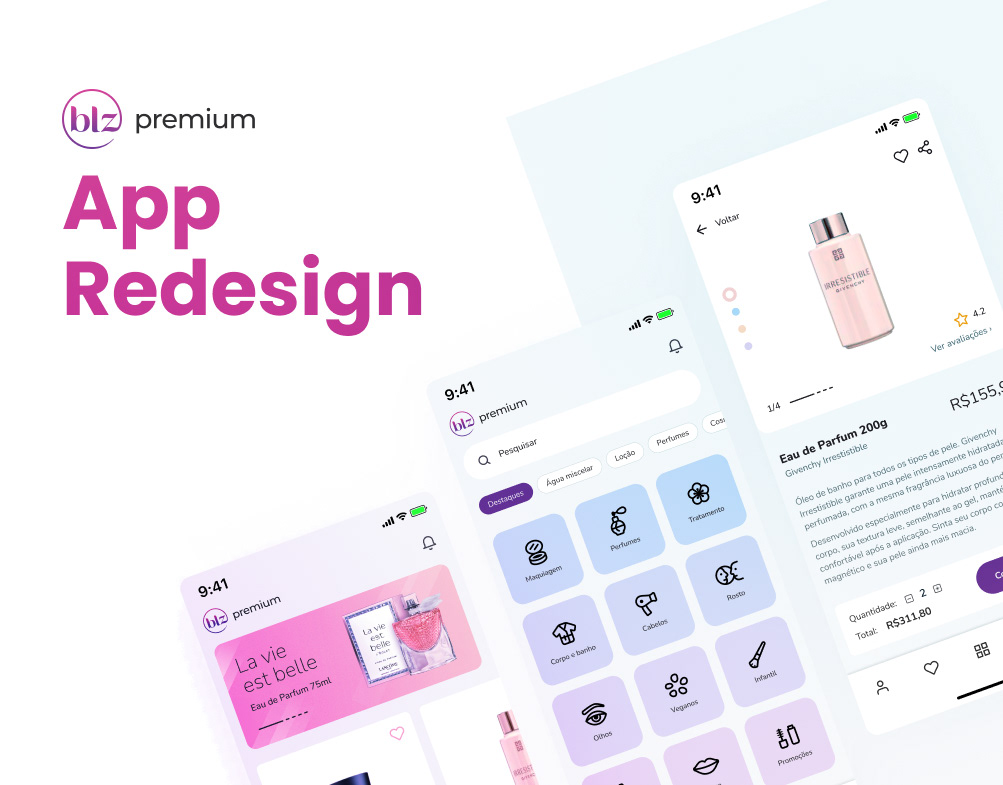 blz premium
App
Redesign
9:41
blz premium
La vie
est belle
Eau de Parfum 75ml
La vie
est
belle
LANCÔME
9:41
blz premium
Pesquisar
Destaques
Água miscelar
Loção
Perfumes
Maquiagem
Perfumes
Tratamento
Corpo e banho
Cabelos
Rosto
Olhos
Veganos
Infantil
Promoções
9:41
Voltar
IRRESISTIBLE
GIVENCHY
4.2
Ver avaliações ›
1/4
R$155,9
Eau de Parfum 200g
Givenchy Irrestistible
Óleo de banho para todos os tipos de pele. Givenchy
Irresistible garante uma pele intensamente hidratada
perfumada, com a mesma fragrância luxuosa do per
Desenvolvido especialmente para hidratar profund
corpo, sua textura leve, semelhante ao gel, manté
confortável após a aplicação. Sinta seu corpo co
magnético e sua pele ainda mais macia.
Quantidade: 2
Total: R$311,80